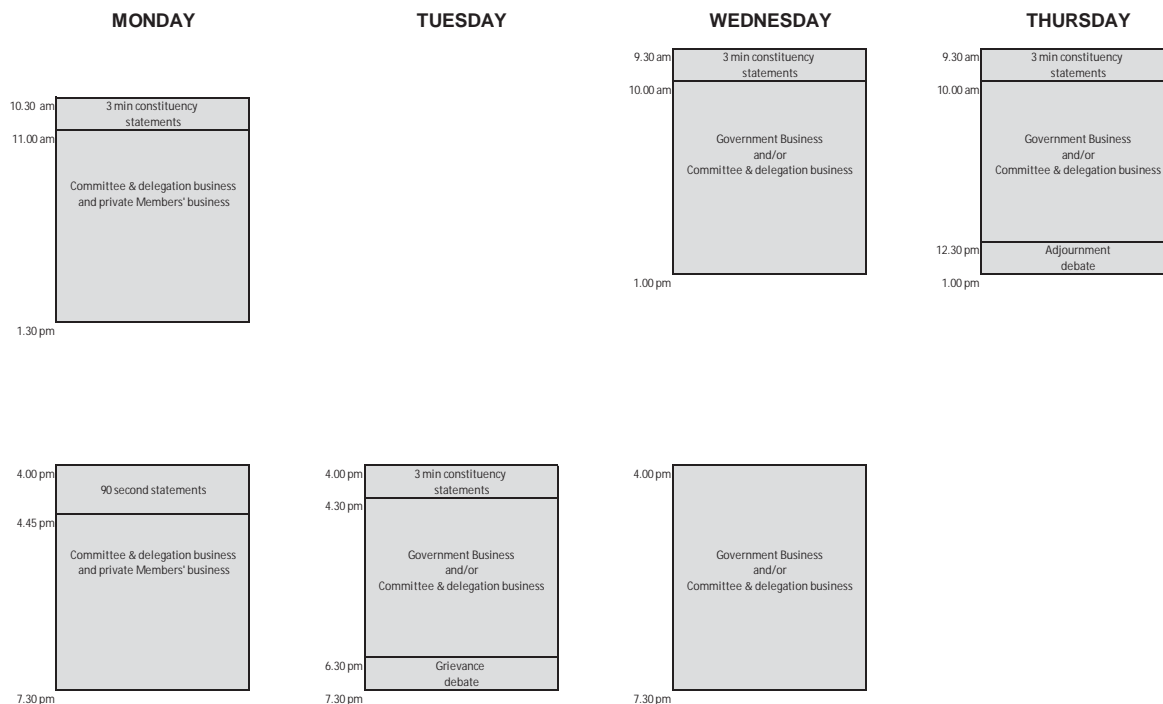 MONDAY
10.30 am
3 min constituency
statements
11.00 am
Committee & delegation business
and private Members' business
1.30 pm
4.00 pm
90 second statements
4.45 pm
Committee & delegation business
and private Members' business
7.30 pm
TUESDAY
4.00 pm
3 min constituency
statements
4.30 pm
Government Business
and/or
Committee & delegation business
6.30 pm
Grievance
debate
7.30 pm
WEDNESDAY
9.30 am
3 min constituency
statements
10.00 am
Government Business
and/or
Committee & delegation business
1.00 pm
4.00 pm
Government Business
and/or
Committee & delegation business
7.30 pm
THURSDAY
9.30 am
3 min constituency
statements
10.00 am
Government Business
and/or
Committee & delegation business
12.30 pm
Adjournment
debate
1.00 pm